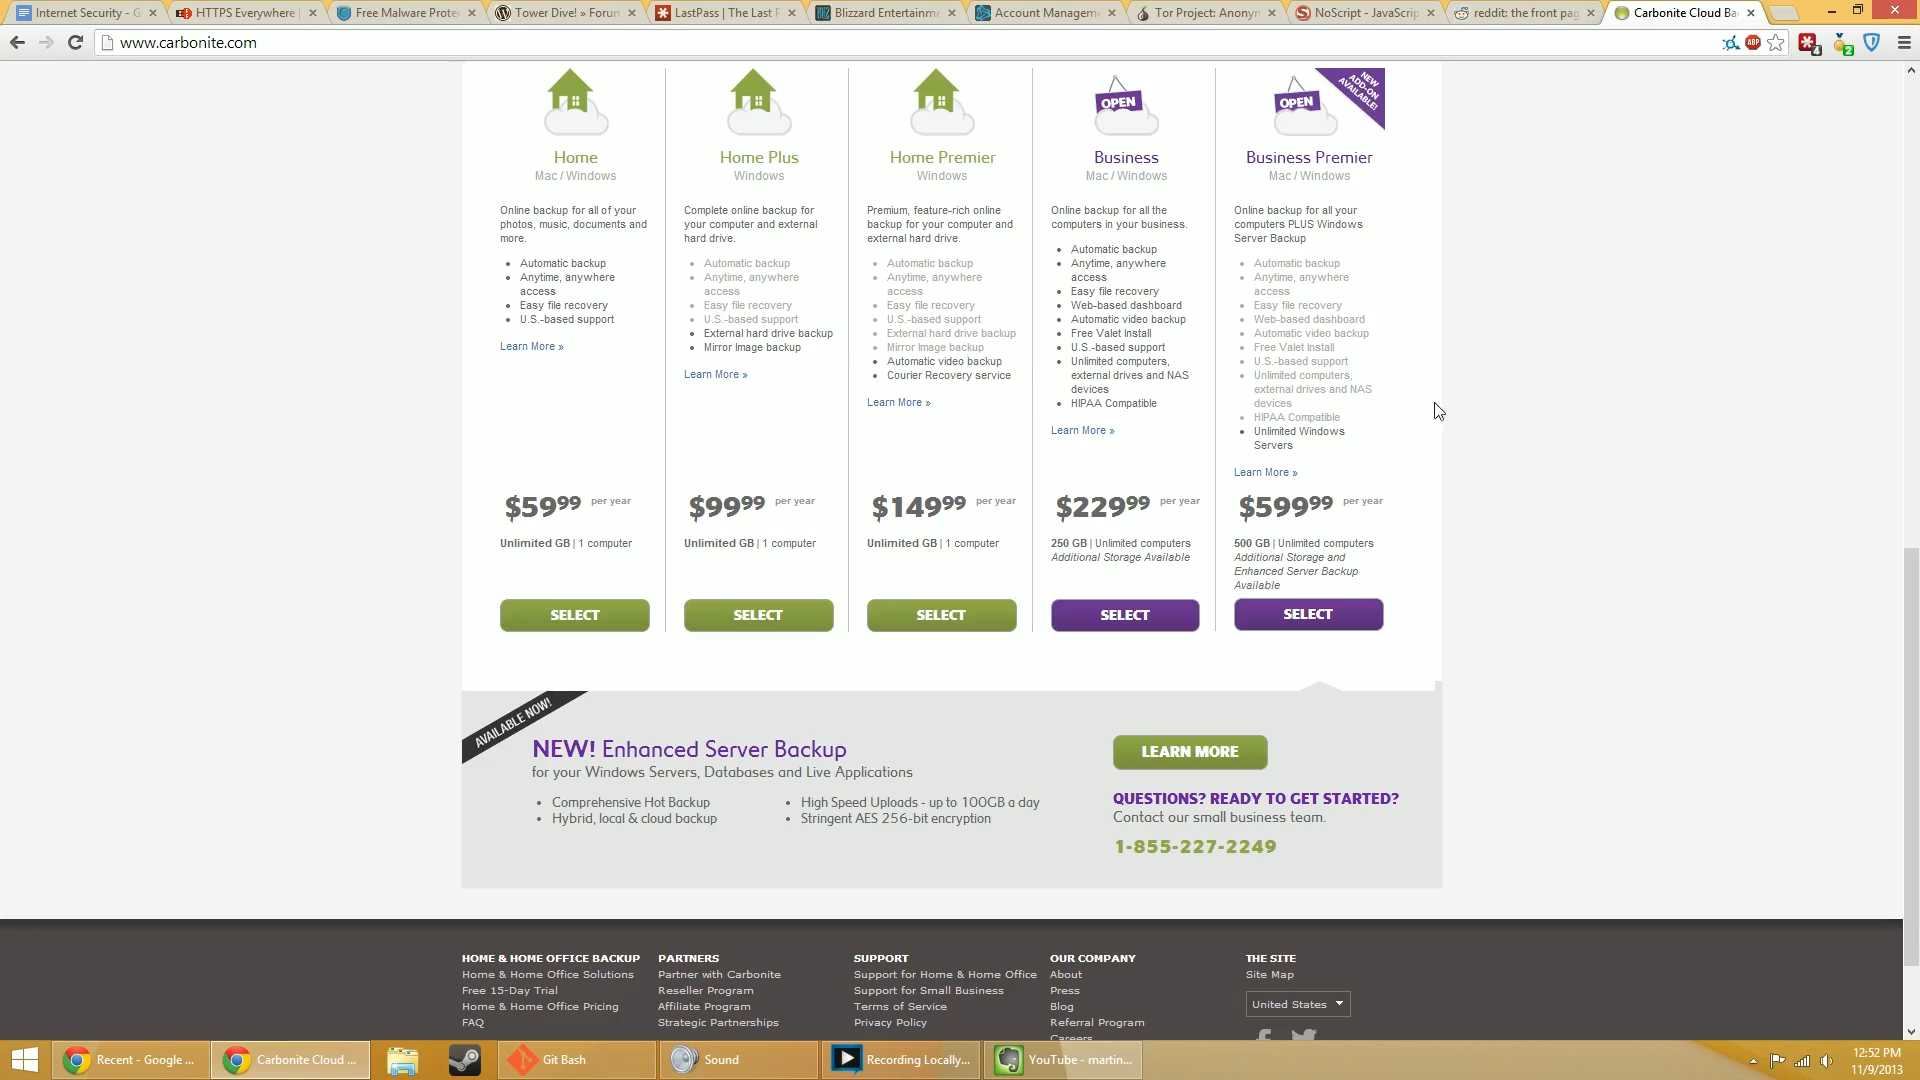 Internet Security - G
HTTPS Everywhere |
Free Malware Prote
Tower Dive! » Forum
LastPass | The Last P
Blizzard Entertainme
Account Managem
Tor Project: Anonyn
NoScript - JavaScrip
reddit: the front pag
Carbonite Cloud Ba
www.carbonite.com
ABP
4
2
Home
Mac / Windows
Online backup for all of your
photos, music, documents and
more.
• Automatic backup
• Anytime, anywhere
access
• Easy file recovery
• U.S.-based support
Learn More »
$59⁹⁹ per year
Unlimited GB | 1 computer
SELECT
Home Plus
Windows
Complete online backup for
your computer and external
hard drive.
• Automatic backup
• Anytime, anywhere
access
• Easy file recovery
• U.S.-based support
• External hard drive backup
• Mirror Image backup
Learn More »
$99⁹⁹ per year
Unlimited GB | 1 computer
SELECT
Home Premier
Windows
Premium, feature-rich online
backup for your computer and
external hard drive.
• Automatic backup
• Anytime, anywhere
access
• Easy file recovery
• U.S.-based support
• External hard drive backup
• Mirror Image backup
• Automatic video backup
• Courier Recovery service
Learn More »
$149⁹⁹ per year
Unlimited GB | 1 computer
SELECT
OPEN
Business
Mac / Windows
Online backup for all the
computers in your business.
• Automatic backup
• Anytime, anywhere
access
• Easy file recovery
• Web-based dashboard
• Automatic video backup
• Free Valet Install
• U.S.-based support
• Unlimited computers,
external drives and NAS
devices
• HIPAA Compatible
Learn More »
$229⁹⁹ per year
250 GB | Unlimited computers
Additional Storage Available
SELECT
OPEN
NEW
ADD-ON
AVAILABLE!
Business Premier
Mac / Windows
Online backup for all your
computers PLUS Windows
Server Backup
• Automatic backup
• Anytime, anywhere
access
• Easy file recovery
• Web-based dashboard
• Automatic video backup
• Free Valet Install
• U.S.-based support
• Unlimited computers,
external drives and NAS
devices
• HIPAA Compatible
• Unlimited Windows
Servers
Learn More »
$599⁹⁹ per year
500 GB | Unlimited computers
Additional Storage and
Enhanced Server Backup
Available
SELECT
AVAILABLE NOW!
NEW! Enhanced Server Backup
for your Windows Servers, Databases and Live Applications
• Comprehensive Hot Backup
• Hybrid, local & cloud backup
• High Speed Uploads - up to 100GB a day
• Stringent AES 256-bit encryption
LEARN MORE
QUESTIONS? READY TO GET STARTED?
Contact our small business team.
1-855-227-2249
HOME & HOME OFFICE BACKUP
Home & Home Office Solutions
Free 15-Day Trial
Home & Home Office Pricing
FAQ
PARTNERS
Partner with Carbonite
Reseller Program
Affiliate Program
Strategic Partnerships
SUPPORT
Support for Home & Home Office
Support for Small Business
Terms of Service
Privacy Policy
OUR COMPANY
About
Press
Blog
Referral Program
Careers
THE SITE
Site Map
United States
Recent - Google ...
Carbonite Cloud ...
Git Bash
Sound
Recording Locally...
YouTube - martin...
12:52 PM
11/9/2013